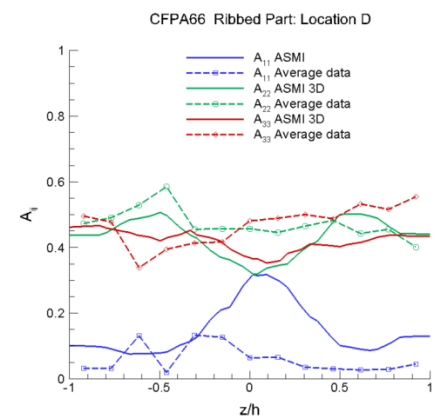 CFPA66 Ribbed Part: Location D
A11 ASMI
A11 Average data
A22 ASMI 3D
A22 Average data
A33 ASMI 3D
A33 Average data
1
0.8
0.6
Aij
0.4
0.2
0
-1 -0.5 0 0.5 1
z/h